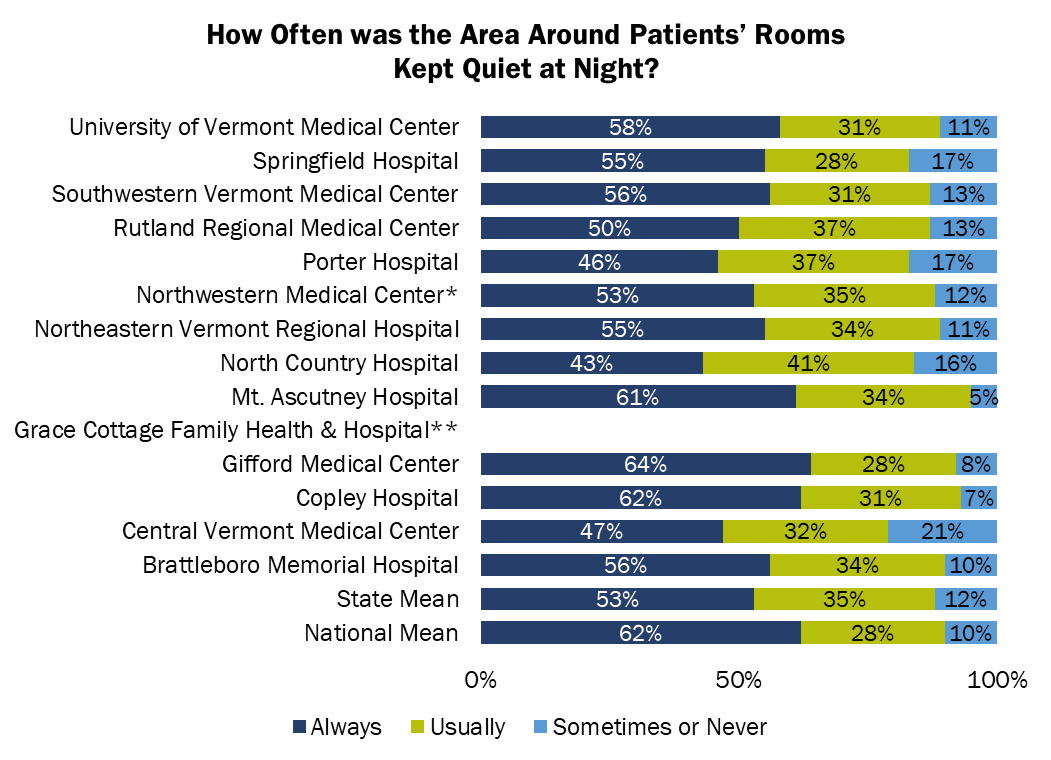 How Often was the Area Around Patients’ Rooms
Kept Quiet at Night?
University of Vermont Medical Center 58% 31% 11%
Springfield Hospital 55% 28% 17%
Southwestern Vermont Medical Center 56% 31% 13%
Rutland Regional Medical Center 50% 37% 13%
Porter Hospital 46% 37% 17%
Northwestern Medical Center* 53% 35% 12%
Northeastern Vermont Regional Hospital 55% 34% 11%
North Country Hospital 43% 41% 16%
Mt. Ascutney Hospital 61% 34% 5%
Grace Cottage Family Health & Hospital**
Gifford Medical Center 64% 28% 8%
Copley Hospital 62% 31% 7%
Central Vermont Medical Center 47% 32% 21%
Brattleboro Memorial Hospital 56% 34% 10%
State Mean 53% 35% 12%
National Mean 62% 28% 10%
0% 50% 100%
Always Usually Sometimes or Never